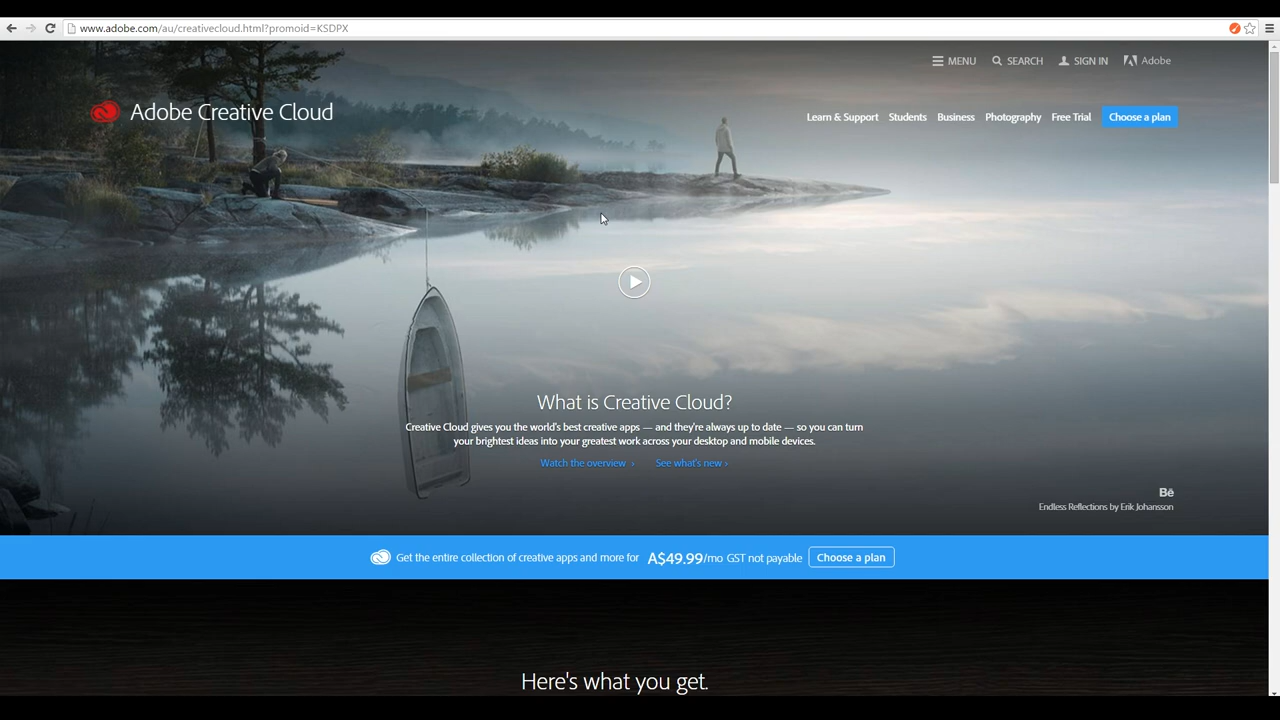 www.adobe.com/au/creativecloud.html?promoid=KSDPX
MENU SEARCH SIGN IN Adobe
Adobe Creative Cloud
Learn & Support Students Business Photography Free Trial Choose a plan
What is Creative Cloud?
Creative Cloud gives you the world's best creative apps — and they're always up to date — so you can turn
your brightest ideas into your greatest work across your desktop and mobile devices.
Watch the overview › See what's new ›
Bē
Endless Reflections by Erik Johansson
Get the entire collection of creative apps and more for A$49.99/mo GST not payable Choose a plan
Here's what you get.